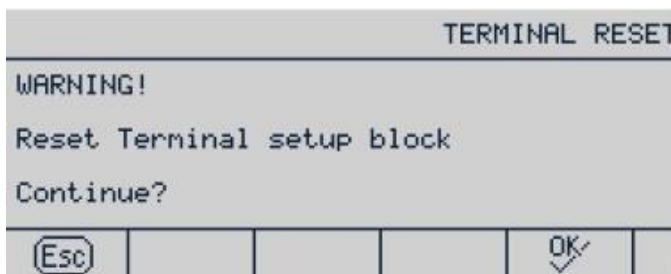 TERMINAL RESET
WARNING!
Reset Terminal setup block
Continue?
Esc OK